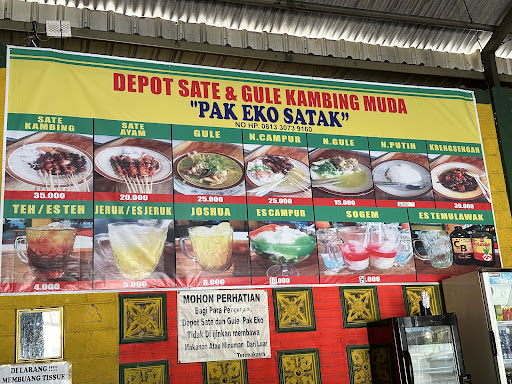 DEPOT SATE & GULE KAMBING MUDA
"PAK EKO SATAK"
NO HP. 0813 3073 9160
SATE KAMBING
SATE AYAM
GULE
N.CAMPUR
N.GULE
N.PUTIH
KRENGSENGAN
35.000
20.000
25.000
25.000
15.000
30.000
TEH / ES TEH
JERUK / ES JERUK
JOSHUA
ES CAMPUR
SOGEM
ES TEMULAWAK
4.000
5.000
8.000
MOHON PERHATIAN
Bagi Para Pengunjung
Depot Sate dan Gule Pak Eko
Tidak Di ijinkan membawa
Makanan Atau Minuman Dari Luar
Terimakasih
DI LARANG !!!!
MEMBUANG TISSUE